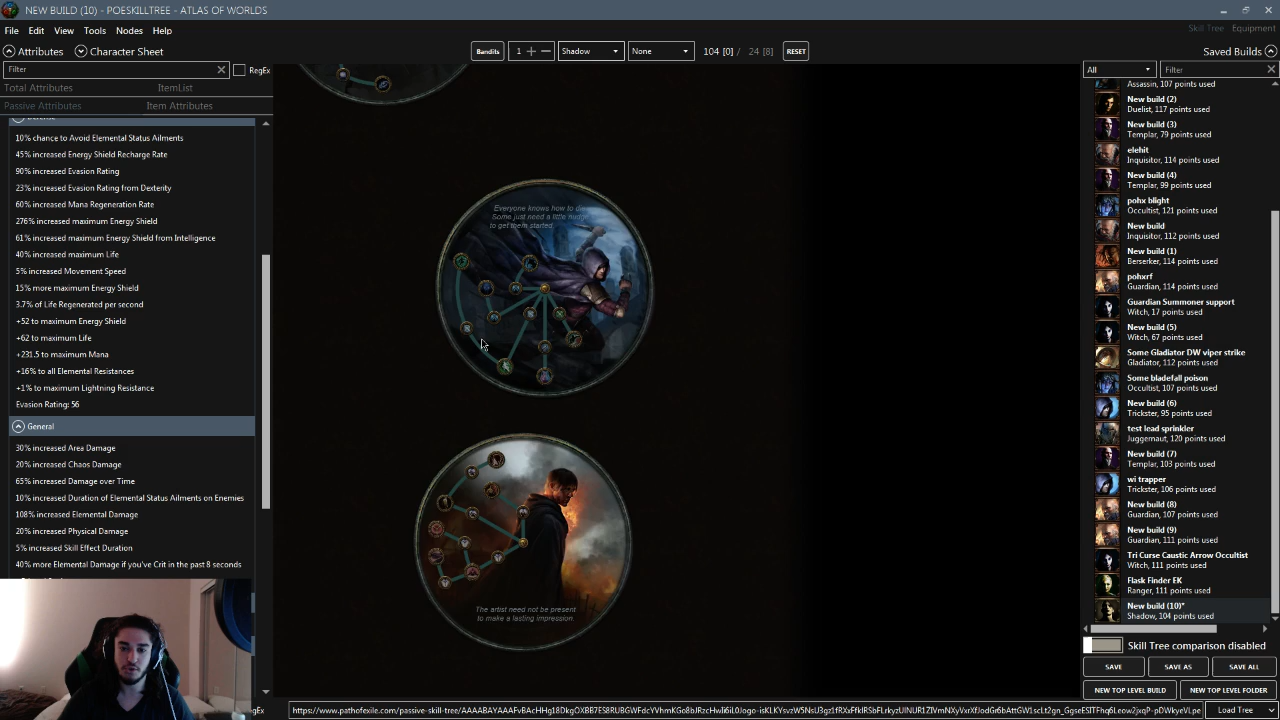 NEW BUILD (10) - POESKILLTREE - ATLAS OF WORLDS
File Edit View Tools Nodes Help
Skill Tree Equipment
Attributes Character Sheet
Bandits 1 + - Shadow None 104 [0] / 24 [8] RESET
Saved Builds
Filter RegEx
All Filter
Total Attributes ItemList
Passive Attributes Item Attributes
Defense
10% chance to Avoid Elemental Status Ailments
45% increased Energy Shield Recharge Rate
90% increased Evasion Rating
23% increased Evasion Rating from Dexterity
60% increased Mana Regeneration Rate
276% increased maximum Energy Shield
61% increased maximum Energy Shield from Intelligence
40% increased maximum Life
5% increased Movement Speed
15% more maximum Energy Shield
3.7% of Life Regenerated per second
+52 to maximum Energy Shield
+62 to maximum Life
+231.5 to maximum Mana
+16% to all Elemental Resistances
+1% to maximum Lightning Resistance
Evasion Rating: 56
General
30% increased Area Damage
20% increased Chaos Damage
65% increased Damage over Time
10% increased Duration of Elemental Status Ailments on Enemies
108% increased Elemental Damage
20% increased Physical Damage
5% increased Skill Effect Duration
40% more Elemental Damage if you've Crit in the past 8 seconds
Everyone knows how to die.
Some just need a little nudge
to get them started.
The artist need not be present
to make a lasting impression.
Assassin, 107 points used
New build (2)
Duelist, 117 points used
New build (3)
Templar, 79 points used
elehit
Inquisitor, 114 points used
New build (4)
Templar, 99 points used
pohx blight
Occultist, 121 points used
New build
Inquisitor, 112 points used
New build (1)
Berserker, 114 points used
pohxrf
Guardian, 114 points used
Guardian Summoner support
Witch, 17 points used
New build (5)
Witch, 67 points used
Some Gladiator DW viper strike
Gladiator, 112 points used
Some bladefall poison
Occultist, 107 points used
New build (6)
Trickster, 95 points used
test lead sprinkler
Juggernaut, 120 points used
New build (7)
Templar, 103 points used
wi trapper
Trickster, 106 points used
New build (8)
Guardian, 107 points used
New build (9)
Guardian, 111 points used
Tri Curse Caustic Arrow Occultist
Witch, 111 points used
Flask Finder EK
Ranger, 111 points used
New build (10)*
Shadow, 104 points used
Skill Tree comparison disabled
SAVE SAVE AS SAVE ALL
NEW TOP LEVEL BUILD NEW TOP LEVEL FOLDER
gEx
Load Tree